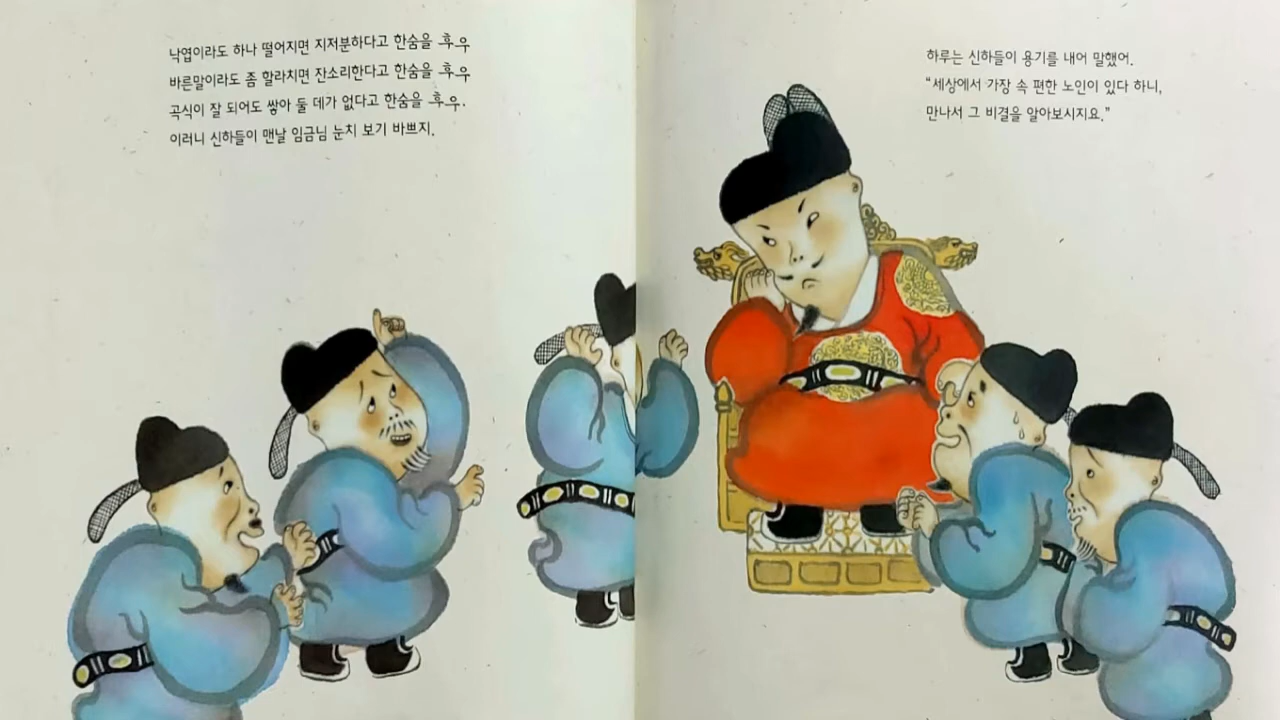 낙엽이라도 하나 떨어지면 지저분하다고 한숨을 후우
바른말이라도 좀 할라치면 잔소리한다고 한숨을 후우
곡식이 잘 되어도 쌓아 둘 데가 없다고 한숨을 후우.
이러니 신하들이 맨날 임금님 눈치 보기 바쁘지.
하루는 신하들이 용기를 내어 말했어.
“세상에서 가장 속 편한 노인이 있다 하니,
만나서 그 비결을 알아보시지요.”